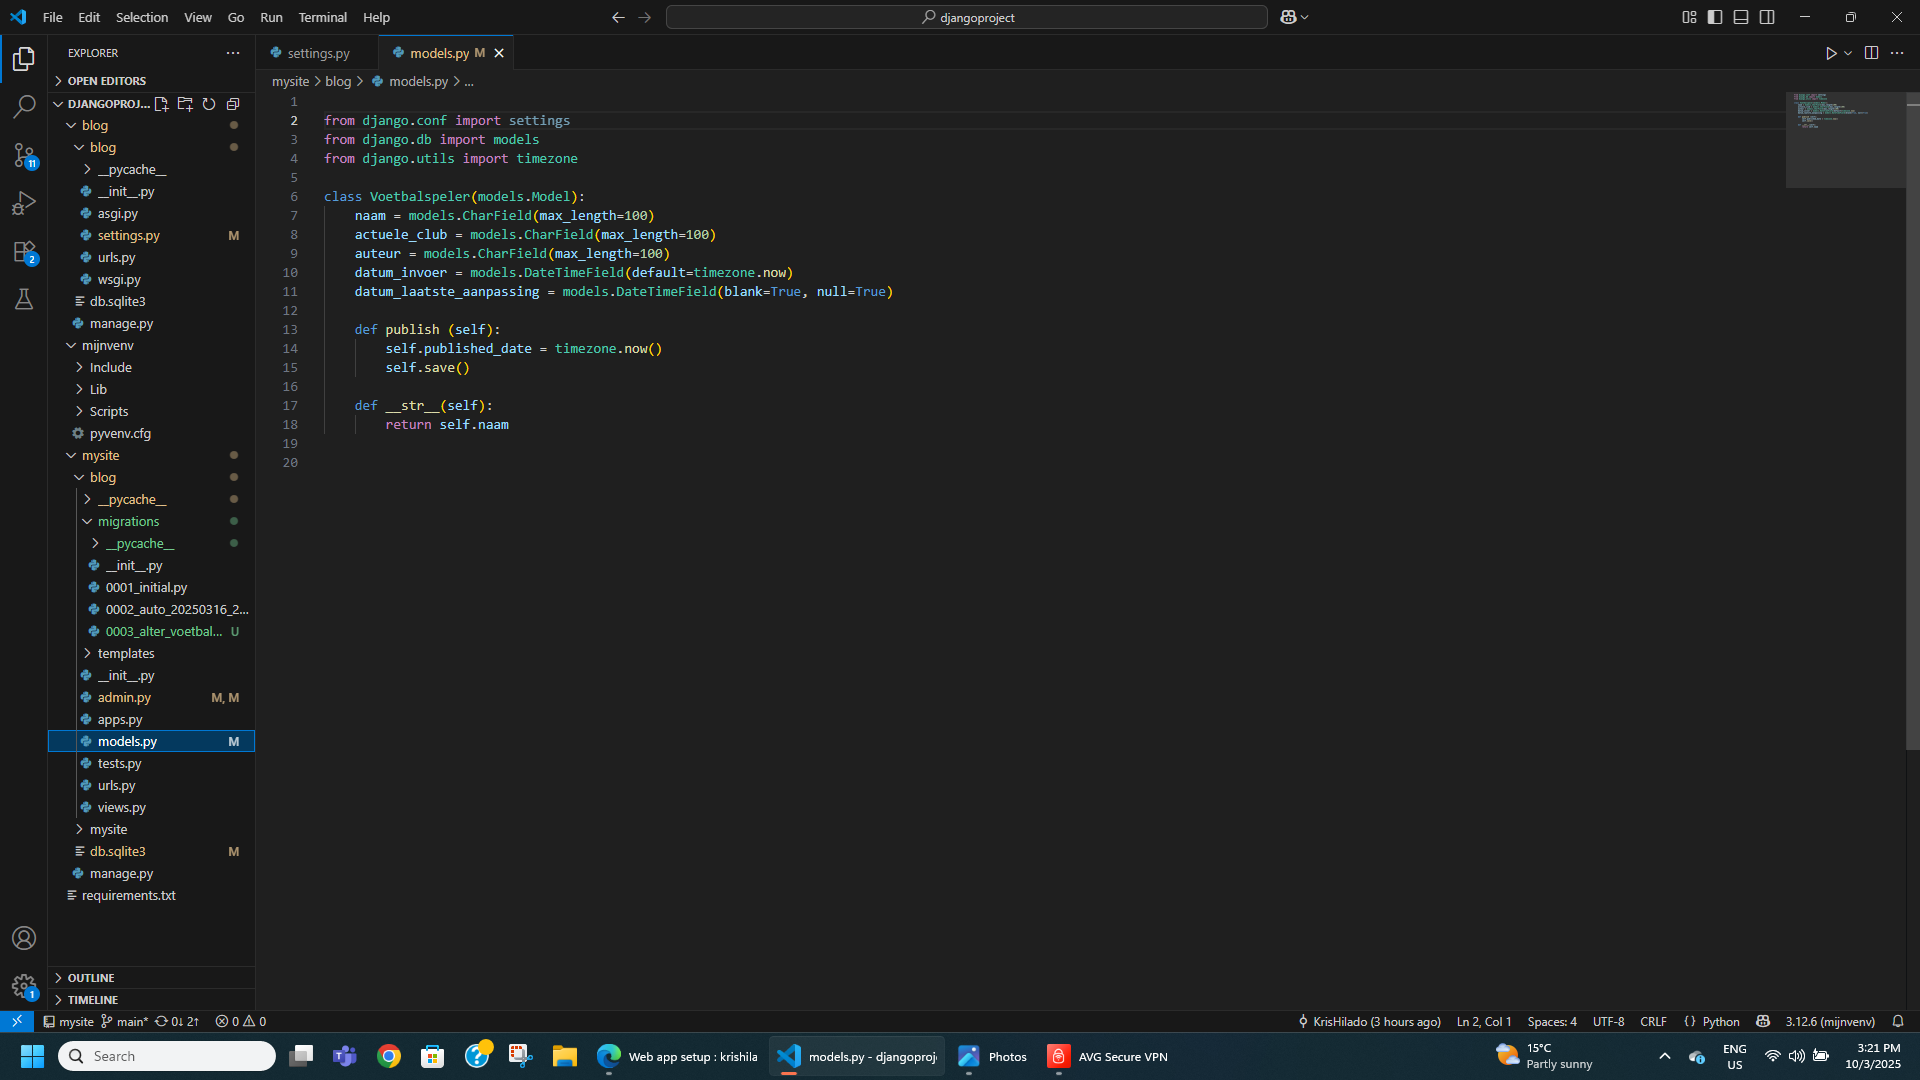 File Edit Selection View Go Run Terminal Help
djangoproject
EXPLORER
OPEN EDITORS
DJANGOPROJ...
blog
blog
__pycache__
__init__.py
asgi.py
settings.py M
urls.py
wsgi.py
db.sqlite3
manage.py
mijnvenv
Include
Lib
Scripts
pyvenv.cfg
mysite
blog
__pycache__
migrations
__pycache__
__init__.py
0001_initial.py
0002_auto_20250316_2...
0003_alter_voetbal... U
templates
__init__.py
admin.py M, M
apps.py
models.py M
tests.py
urls.py
views.py
mysite
db.sqlite3 M
manage.py
requirements.txt
OUTLINE
TIMELINE
11
2
1
settings.py
models.py M
mysite > blog > models.py > ...
1
2 from django.conf import settings
3 from django.db import models
4 from django.utils import timezone
5
6 class Voetbalspeler(models.Model):
7 naam = models.CharField(max_length=100)
8 actuele_club = models.CharField(max_length=100)
9 auteur = models.CharField(max_length=100)
10 datum_invoer = models.DateTimeField(default=timezone.now)
11 datum_laatste_aanpassing = models.DateTimeField(blank=True, null=True)
12
13 def publish (self):
14 self.published_date = timezone.now()
15 self.save()
16
17 def __str__(self):
18 return self.naam
19
20
mysite main* 0↓ 2↑ 0 0
KrisHilado (3 hours ago) Ln 2, Col 1 Spaces: 4 UTF-8 CRLF {} Python 3.12.6 (mijnvenv)
Search
Web app setup : krishila
models.py - djangoproj
Photos
AVG Secure VPN
15°C
Partly sunny
ENG
US
3:21 PM
10/3/2025